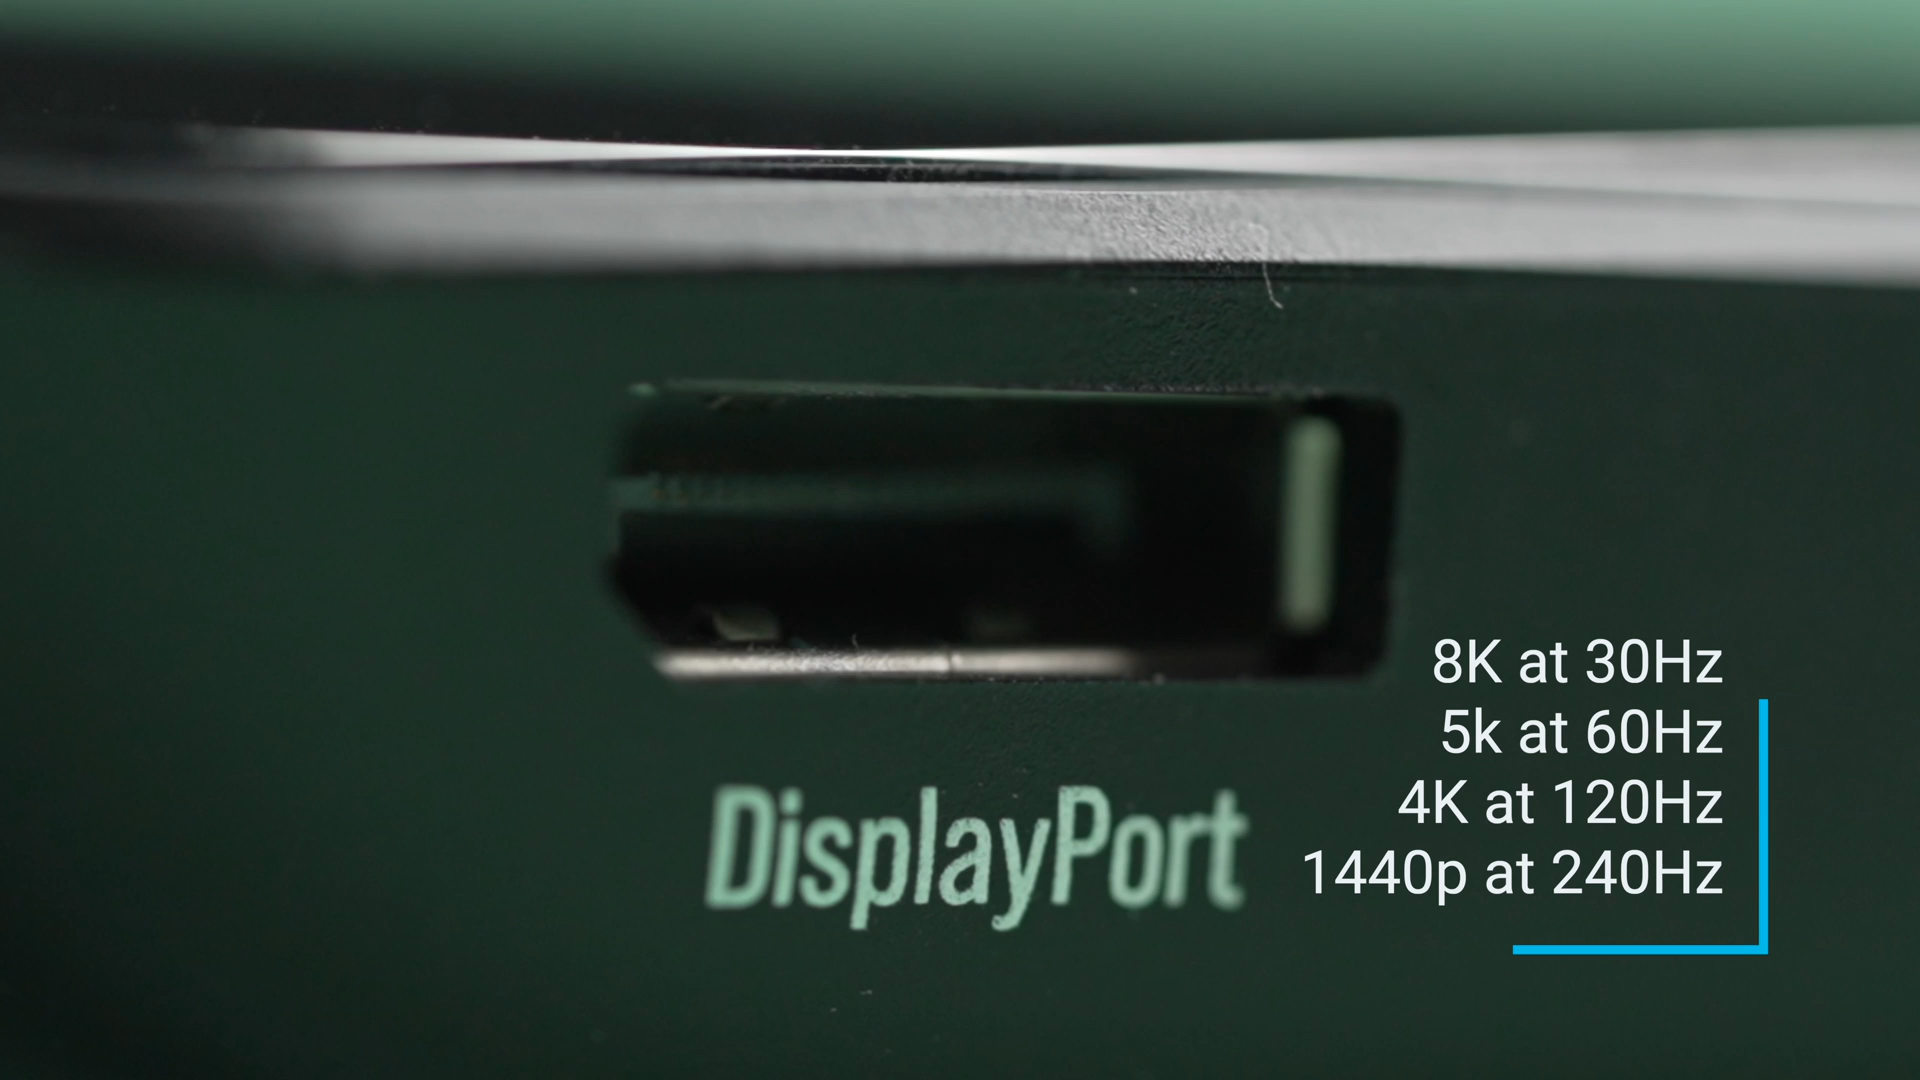 8K at 30Hz
5k at 60Hz
4K at 120Hz
1440p at 240Hz
DisplayPort